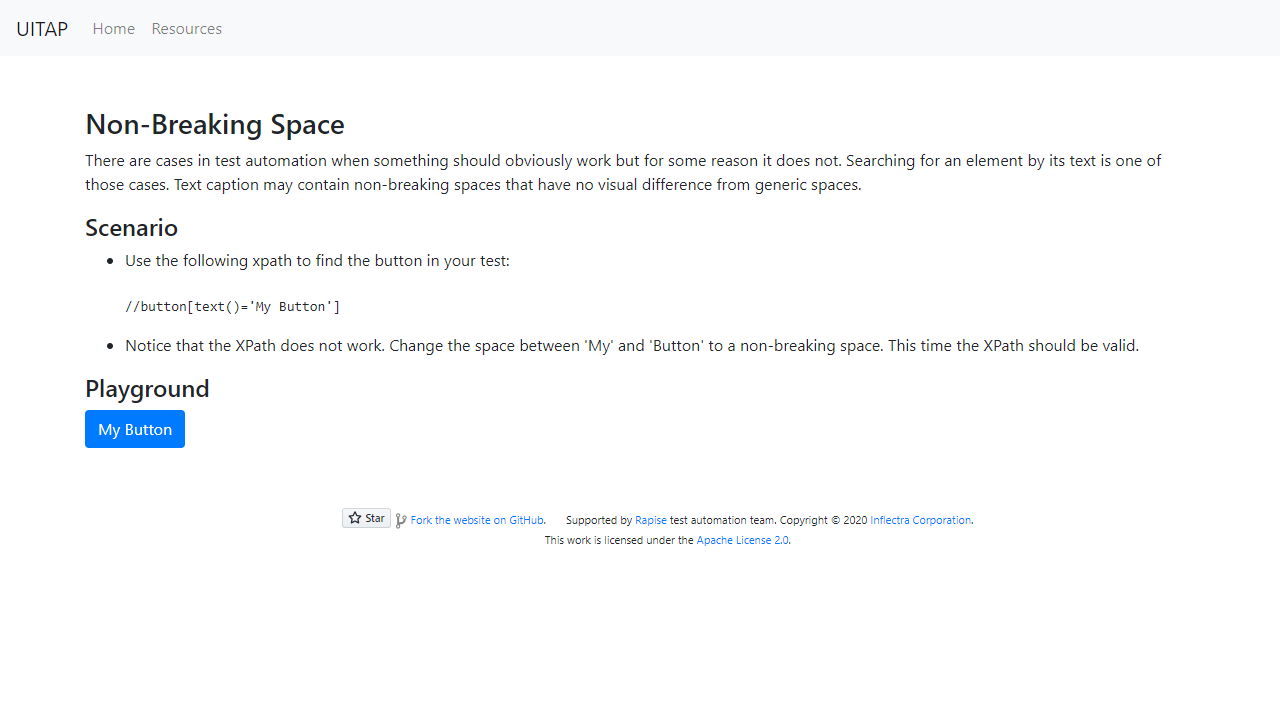 UITAP Home Resources
Non-Breaking Space
There are cases in test automation when something should obviously work but for some reason it does not. Searching for an element by its text is one of
those cases. Text caption may contain non-breaking spaces that have no visual difference from generic spaces.
Scenario
• Use the following xpath to find the button in your test:
//button[text()='My Button']
• Notice that the XPath does not work. Change the space between 'My' and 'Button' to a non-breaking space. This time the XPath should be valid.
Playground
My Button
Star Fork the website on GitHub. Supported by Rapise test automation team. Copyright © 2020 Inflectra Corporation.
This work is licensed under the Apache License 2.0.